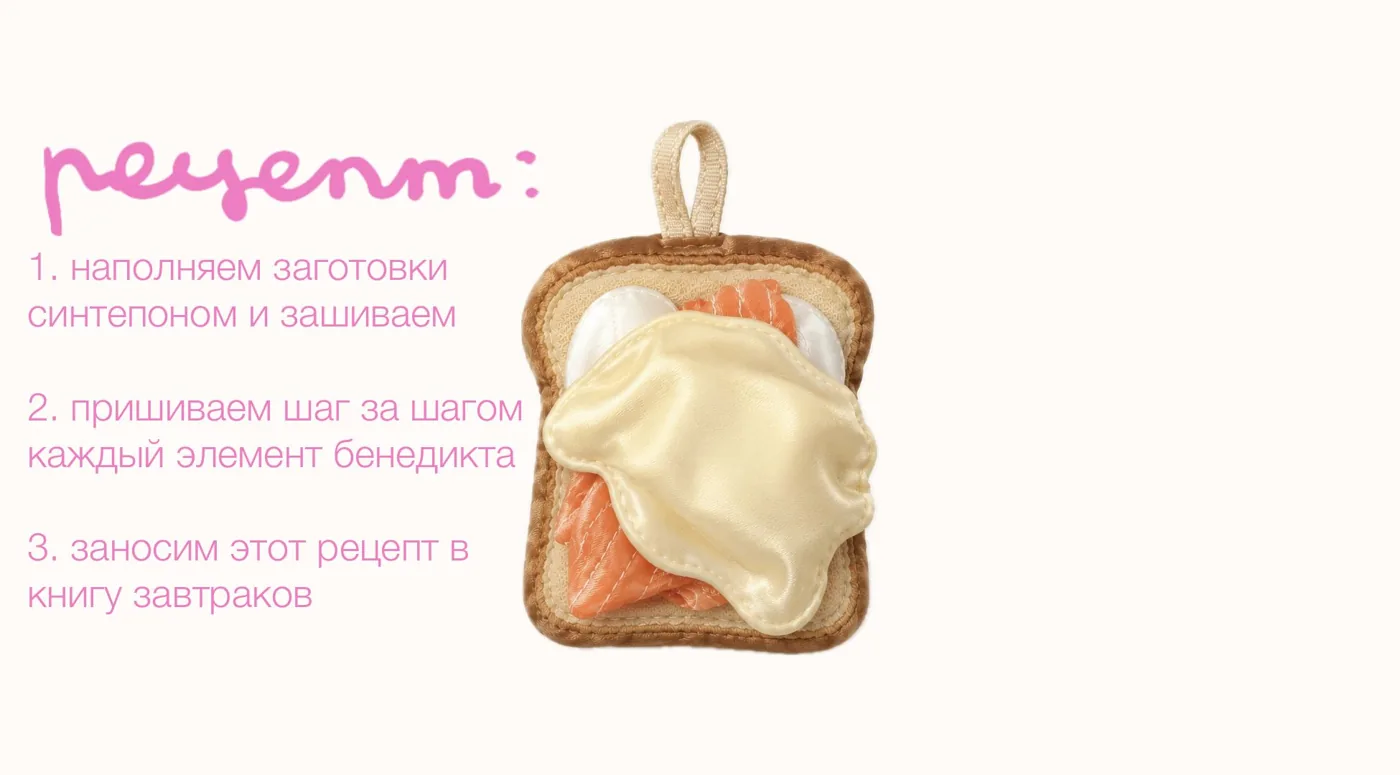 рецепт:
1. наполняем заготовки
синтепоном и зашиваем
2. пришиваем шаг за шагом
каждый элемент бенедикта
3. заносим этот рецепт в
книгу завтраков